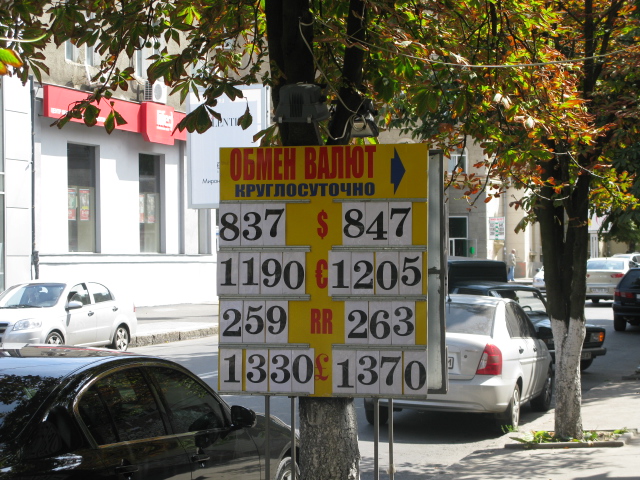 ОБМЕН ВАЛЮТ
КРУГЛОСУТОЧНО
837 $ 847
1190 € 1205
259 RR 263
1330 £ 1370